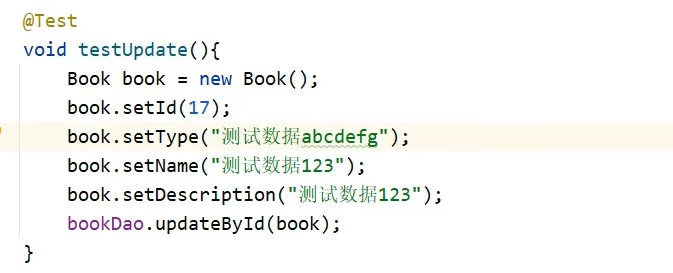 @Test
void testUpdate(){
    Book book = new Book();
    book.setId(17);
    book.setType("测试数据abcdefg");
    book.setName("测试数据123");
    book.setDescription("测试数据123");
    bookDao.updateById(book);
}